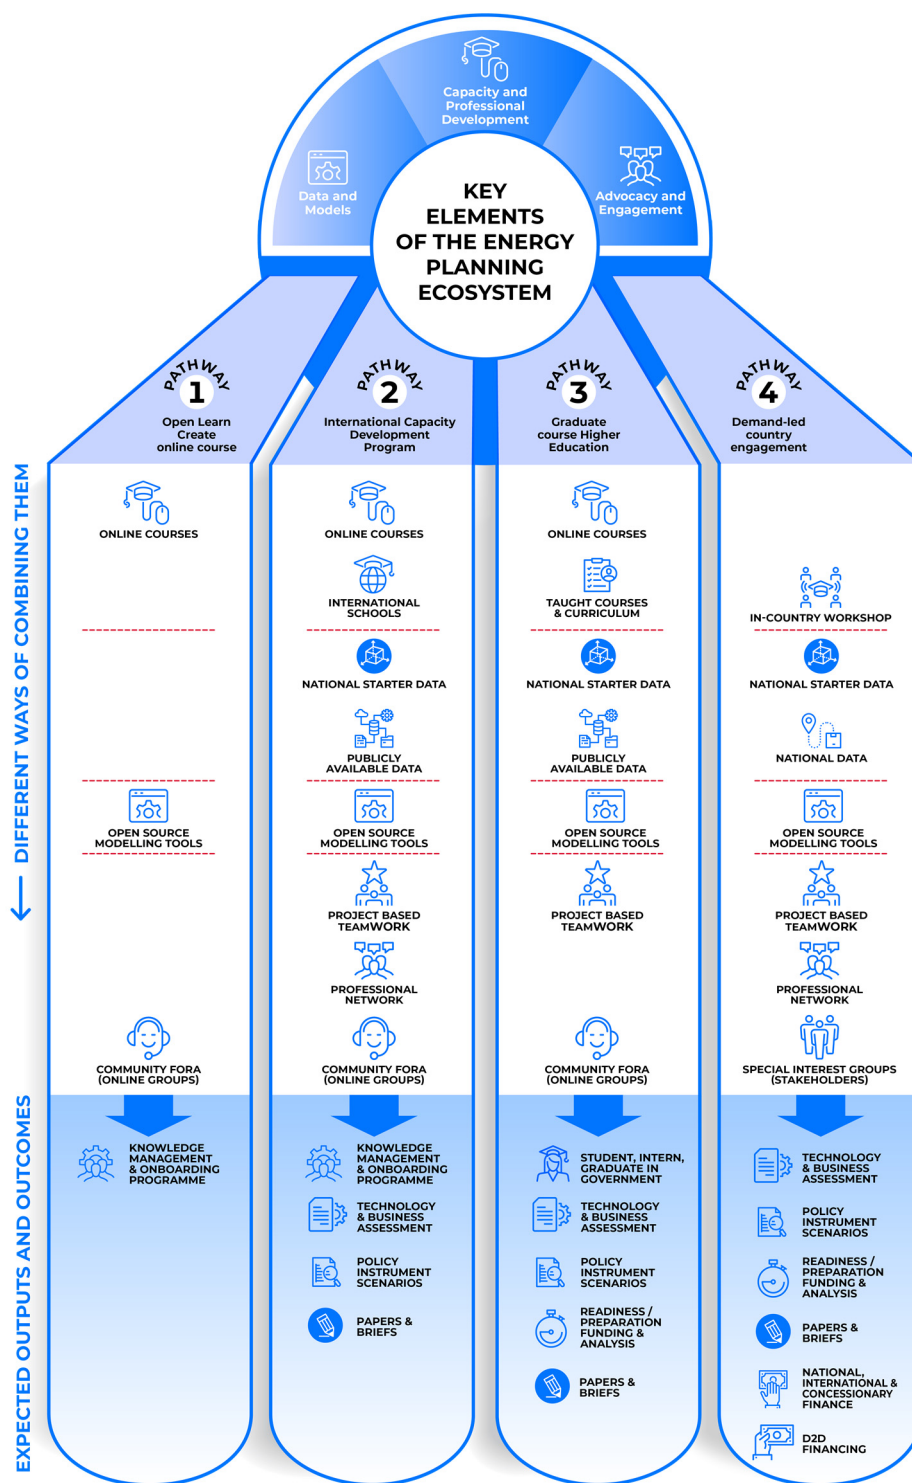 Capacity and
Professional
Development
Data and
Models
Advocacy and
Engagement
KEY
ELEMENTS
OF THE ENERGY
PLANNING
ECOSYSTEM
PATHWAY
1
Open Learn
Create
online course
PATHWAY
2
International Capacity
Development
Program
PATHWAY
3
Graduate
course Higher
Education
PATHWAY
4
Demand-led
country
engagement
DIFFERENT WAYS OF COMBINING THEM
ONLINE COURSES
OPEN SOURCE
MODELLING TOOLS
COMMUNITY FORA
(ONLINE GROUPS)
ONLINE COURSES
INTERNATIONAL
SCHOOLS
NATIONAL STARTER DATA
PUBLICLY
AVAILABLE DATA
OPEN SOURCE
MODELLING TOOLS
PROJECT BASED
TEAMWORK
PROFESSIONAL
NETWORK
COMMUNITY FORA
(ONLINE GROUPS)
ONLINE COURSES
TAUGHT COURSES
& CURRICULUM
NATIONAL STARTER DATA
PUBLICLY
AVAILABLE DATA
OPEN SOURCE
MODELLING TOOLS
PROJECT BASED
TEAMWORK
COMMUNITY FORA
(ONLINE GROUPS)
IN-COUNTRY WORKSHOP
NATIONAL STARTER DATA
NATIONAL DATA
OPEN SOURCE
MODELLING TOOLS
PROJECT BASED
TEAMWORK
PROFESSIONAL
NETWORK
SPECIAL INTEREST GROUPS
(STAKEHOLDERS)
EXPECTED OUTPUTS AND OUTCOMES
KNOWLEDGE
MANAGEMENT
& ONBOARDING
PROGRAMME
KNOWLEDGE
MANAGEMENT
& ONBOARDING
PROGRAMME
TECHNOLOGY
& BUSINESS
ASSESSMENT
POLICY
INSTRUMENT
SCENARIOS
PAPERS &
BRIEFS
STUDENT, INTERN,
GRADUATE IN
GOVERNMENT
TECHNOLOGY
& BUSINESS
ASSESSMENT
POLICY
INSTRUMENT
SCENARIOS
READINESS /
PREPARATION
FUNDING &
ANALYSIS
PAPERS &
BRIEFS
TECHNOLOGY
& BUSINESS
ASSESSMENT
POLICY
INSTRUMENT
SCENARIOS
READINESS /
PREPARATION
FUNDING &
ANALYSIS
PAPERS &
BRIEFS
NATIONAL,
INTERNATIONAL &
CONCESSIONARY
FINANCE
D2D
FINANCING